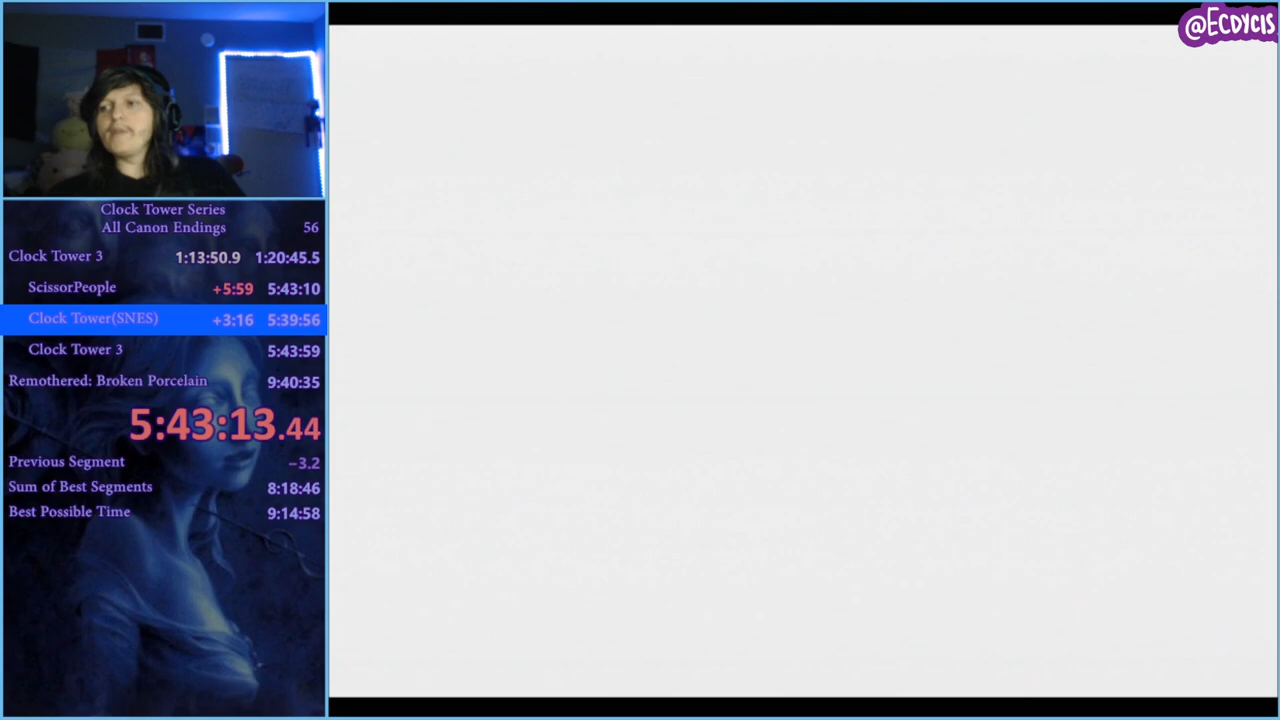 @ECDYCIS
Clock Tower Series
All Canon Endings 56
Clock Tower 3 1:13:50.9 1:20:45.5
ScissorPeople +5:59 5:43:10
Clock Tower(SNES) +3:16 5:39:56
Clock Tower 3 5:43:59
Remothered: Broken Porcelain 9:40:35
5:43:13.44
Previous Segment −3.2
Sum of Best Segments 8:18:46
Best Possible Time 9:14:58